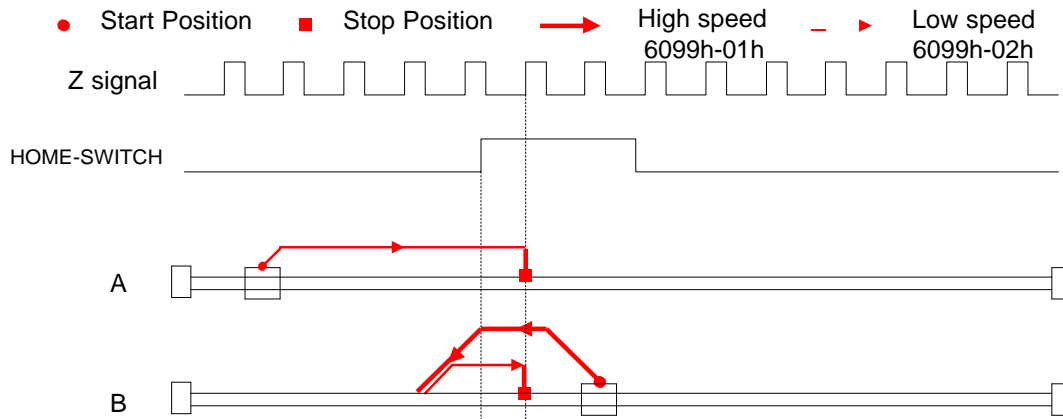 Start Position Stop Position High speed Low speed
6099h-01h 6099h-02h
Z signal
HOME-SWITCH
A
B